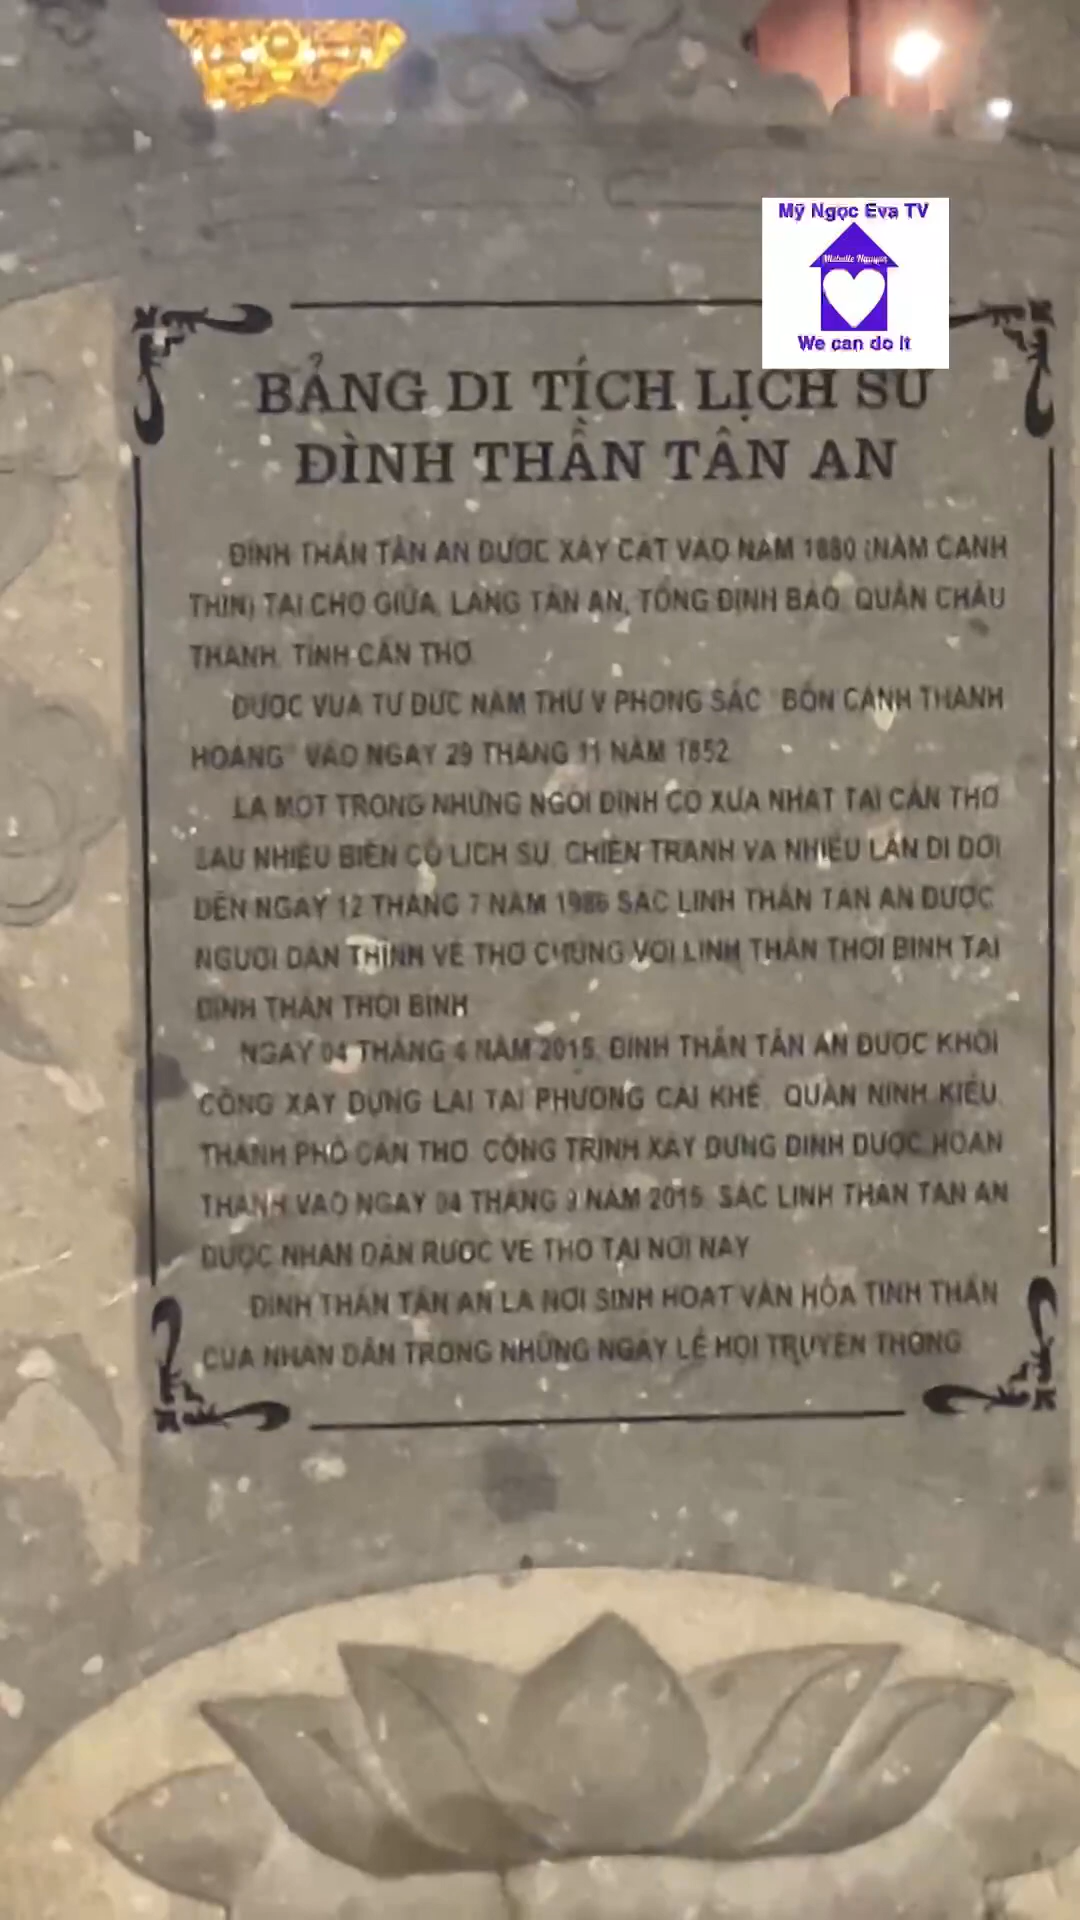 Mỹ Ngọc Eva TV
Michelle Nguyen
We can do it
BẢNG DI TÍCH LỊCH SỬ
ĐÌNH THẦN TÂN AN
ĐÌNH THẦN TÂN AN ĐƯỢC XÂY CẤT VÀO NĂM 1880 (NĂM CANH
THÌN) TẠI CHỢ GIỮA, LÀNG TÂN AN, TỔNG ĐỊNH BẢO, QUẬN CHÂU
THÀNH, TỈNH CẦN THƠ
ĐƯỢC VUA TỰ ĐỨC NĂM THỨ V PHONG SẮC "BỔN CẢNH THÀNH
HOÀNG" VÀO NGÀY 29 THÁNG 11 NĂM 1852
LÀ MỘT TRONG NHỮNG NGÔI ĐÌNH CỔ XƯA NHẤT TẠI CẦN THƠ
SAU NHIỀU BIẾN CỐ LỊCH SỬ, CHIẾN TRANH VÀ NHIỀU LẦN DI DỜI
ĐẾN NGÀY 12 THÁNG 7 NĂM 1986 SẮC LINH THẦN TÂN AN ĐƯỢC
NGƯỜI DÂN THỈNH VỀ THỜ CHUNG VỚI LINH THẦN THỚI BÌNH TẠI
ĐÌNH THẦN THỚI BÌNH
NGÀY 04 THÁNG 4 NĂM 2015, ĐÌNH THẦN TÂN AN ĐƯỢC KHỞI
CÔNG XÂY DỰNG LẠI TẠI PHƯỜNG CÁI KHẾ, QUẬN NINH KIỀU,
THÀNH PHỐ CẦN THƠ. CÔNG TRÌNH XÂY DỰNG ĐÌNH ĐƯỢC HOÀN
THÀNH VÀO NGÀY 04 THÁNG 9 NĂM 2015, SẮC LINH THẦN TÂN AN
ĐƯỢC NHÂN DÂN RƯỚC VỀ THỜ TẠI NƠI NÀY
ĐÌNH THẦN TÂN AN LÀ NƠI SINH HOẠT VĂN HÓA TINH THẦN
CỦA NHÂN DÂN TRONG NHỮNG NGÀY LỄ HỘI TRUYỀN THỐNG